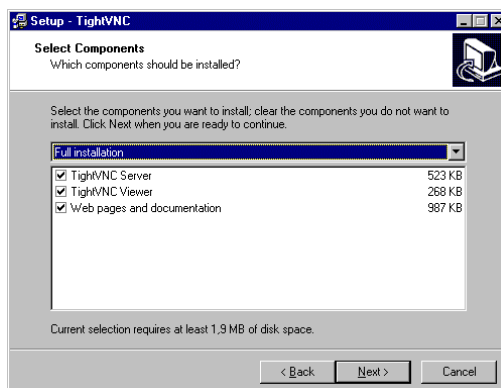 Setup - TightVNC
Select Components
Which components should be installed?
Select the components you want to install; clear the components you do not want to
install. Click Next when you are ready to continue.
Full installation
TightVNC Server 523 KB
TightVNC Viewer 268 KB
Web pages and documentation 987 KB
Current selection requires at least 1,9 MB of disk space.
< Back Next > Cancel